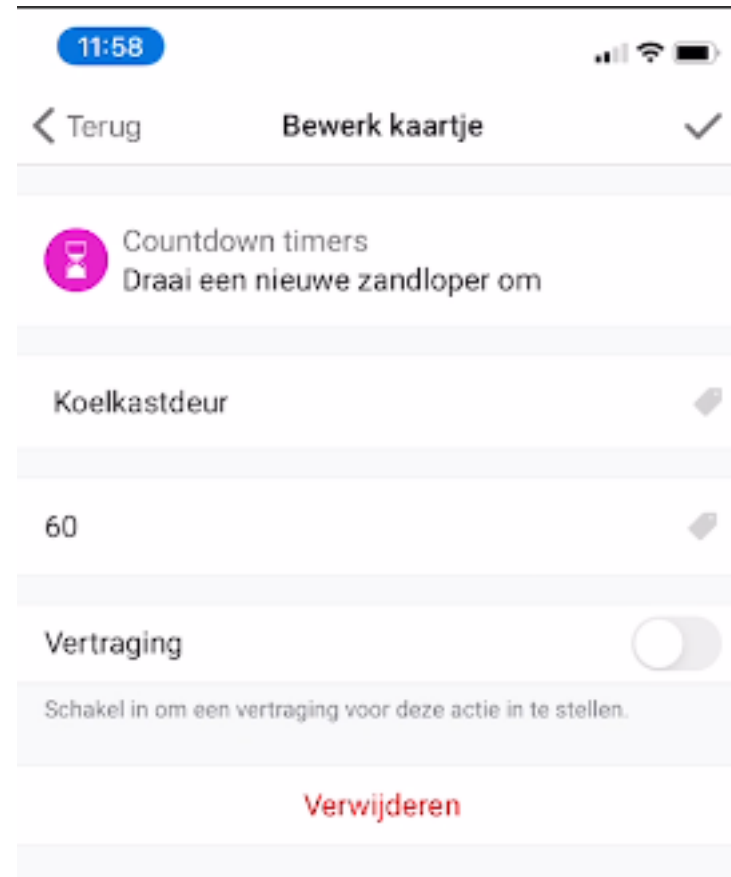 11:58
Terug
Bewerk kaartje
Countdown timers
Draai een nieuwe zandloper om
Koelkastdeur
60
Vertraging
Schakel in om een vertraging voor deze actie in te stellen.
Verwijderen